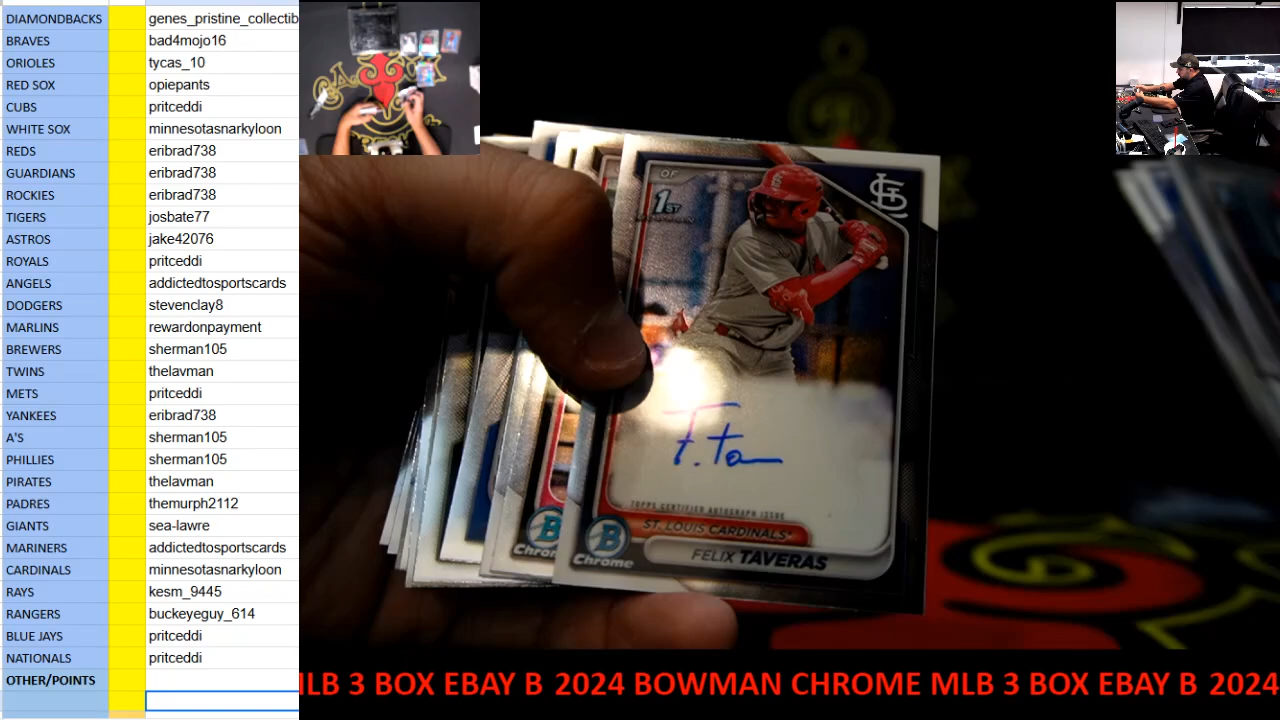 DIAMONDBACKS genes_pristine_collectib
BRAVES bad4mojo16
ORIOLES tycas_10
RED SOX opiepants
CUBS pritceddi
WHITE SOX minnesotasnarkyloon
REDS eribrad738
GUARDIANS eribrad738
ROCKIES eribrad738
TIGERS josbate77
ASTROS jake42076
ROYALS pritceddi
ANGELS addictedtosportscards
DODGERS stevenclay8
MARLINS rewardonpayment
BREWERS sherman105
TWINS thelavman
METS pritceddi
YANKEES eribrad738
A'S sherman105
PHILLIES sherman105
PIRATES thelavman
PADRES themurph2112
GIANTS sea-lawre
MARINERS addictedtosportscards
CARDINALS minnesotasnarkyloon
RAYS kesm_9445
RANGERS buckeyeguy_614
BLUE JAYS pritceddi
NATIONALS pritceddi
OTHER/POINTS
OF
1ST
STL
F. Ta
TOPPS CERTIFIED AUTOGRAPH ISSUE
ST. LOUIS CARDINALS
FELIX TAVERAS
B
Chrome
B
Chrom
MLB 3 BOX EBAY B 2024 BOWMAN CHROME MLB 3 BOX EBAY B 2024